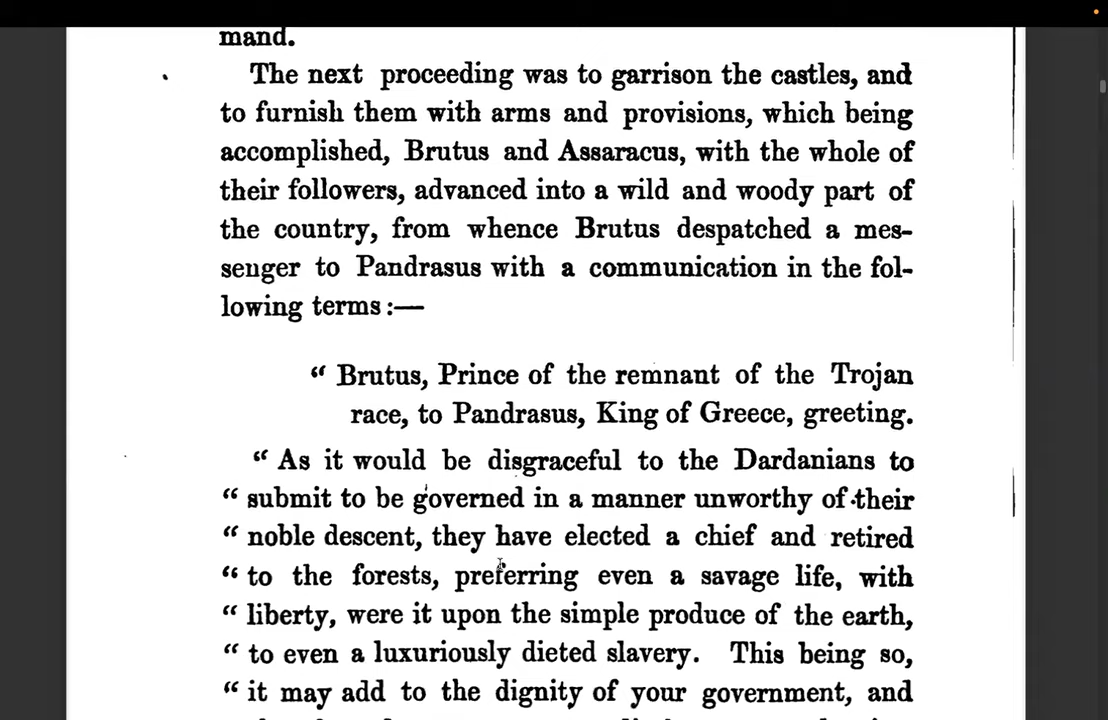 mand.
The next proceeding was to garrison the castles, and
to furnish them with arms and provisions, which being
accomplished, Brutus and Assaracus, with the whole of
their followers, advanced into a wild and woody part of
the country, from whence Brutus despatched a mes-
senger to Pandrasus with a communication in the fol-
lowing terms:—
“ Brutus, Prince of the remnant of the Trojan
race, to Pandrasus, King of Greece, greeting.
“ As it would be disgraceful to the Dardanians to
“ submit to be governed in a manner unworthy of their
“ noble descent, they have elected a chief and retired
“ to the forests, preferring even a savage life, with
“ liberty, were it upon the simple produce of the earth,
“ to even a luxuriously dieted slavery. This being so,
“ it may add to the dignity of your government, and